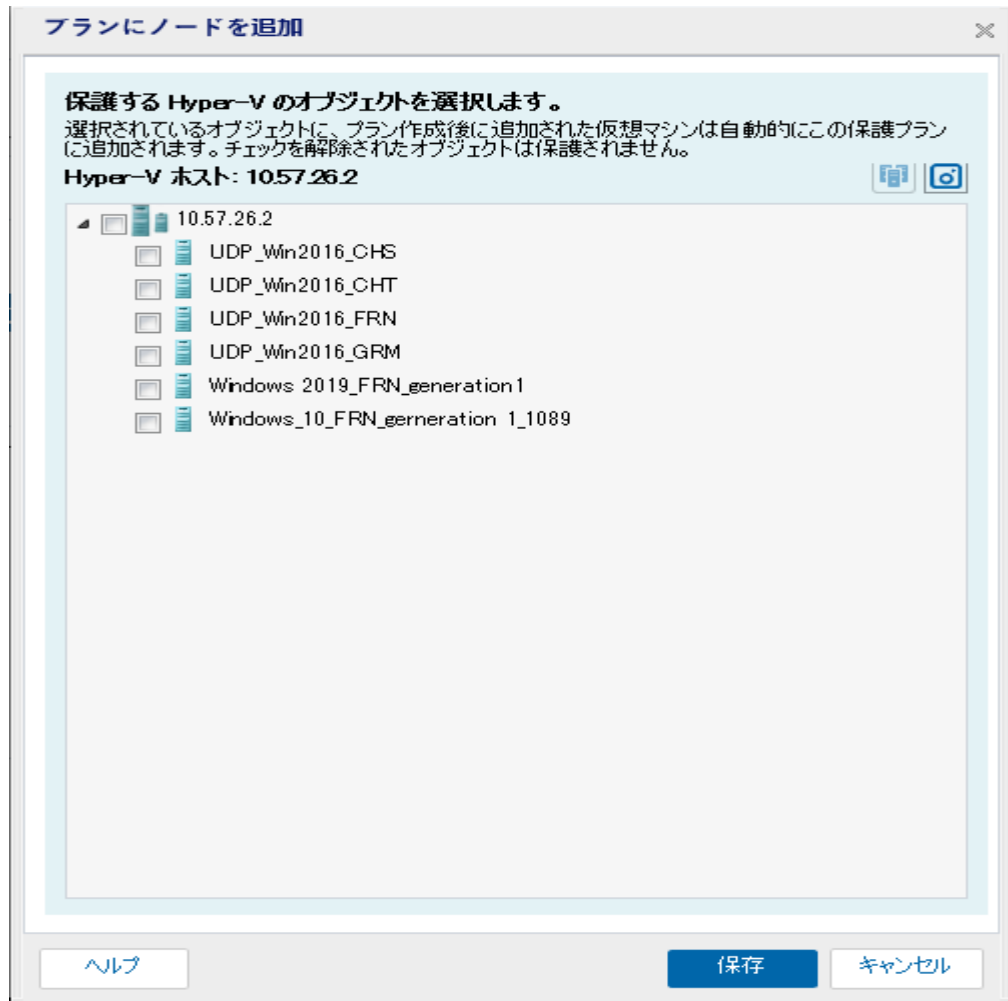 プランにノードを追加
保護する Hyper-V のオブジェクトを選択します。
選択されているオブジェクトに、プラン作成後に追加された仮想マシンは自動的にこの保護プラン
に追加されます。チェックを解除されたオブジェクトは保護されません。
Hyper-V ホスト: 10.57.26.2
10.57.26.2
UDP_Win2016_CHS
UDP_Win2016_CHT
UDP_Win2016_FRN
UDP_Win2016_GRM
Windows 2019_FRN_generation1
Windows_10_FRN_gerneration 1_1089
ヘルプ
保存
キャンセル